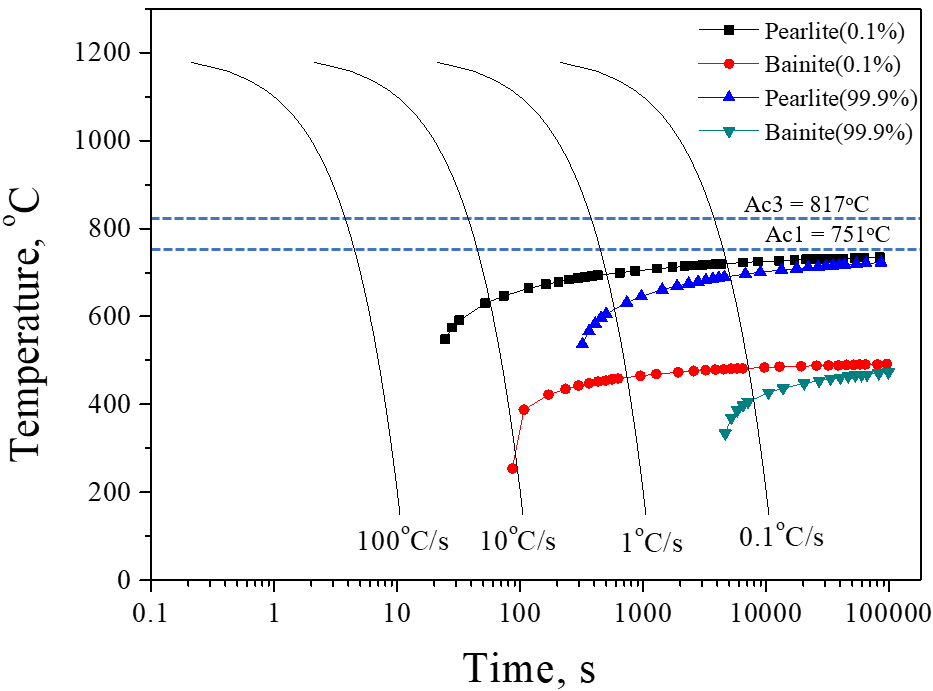 Pearlite(0.1%)
Bainite(0.1%)
Pearlite(99.9%)
Bainite(99.9%)
1200
1000
800
600
400
200
0
Temperature, °C
Ac3 = 817°C
Ac1 = 751°C
100°C/s
10°C/s
1°C/s
0.1°C/s
0.1
1
10
100
1000
10000
100000
Time, s